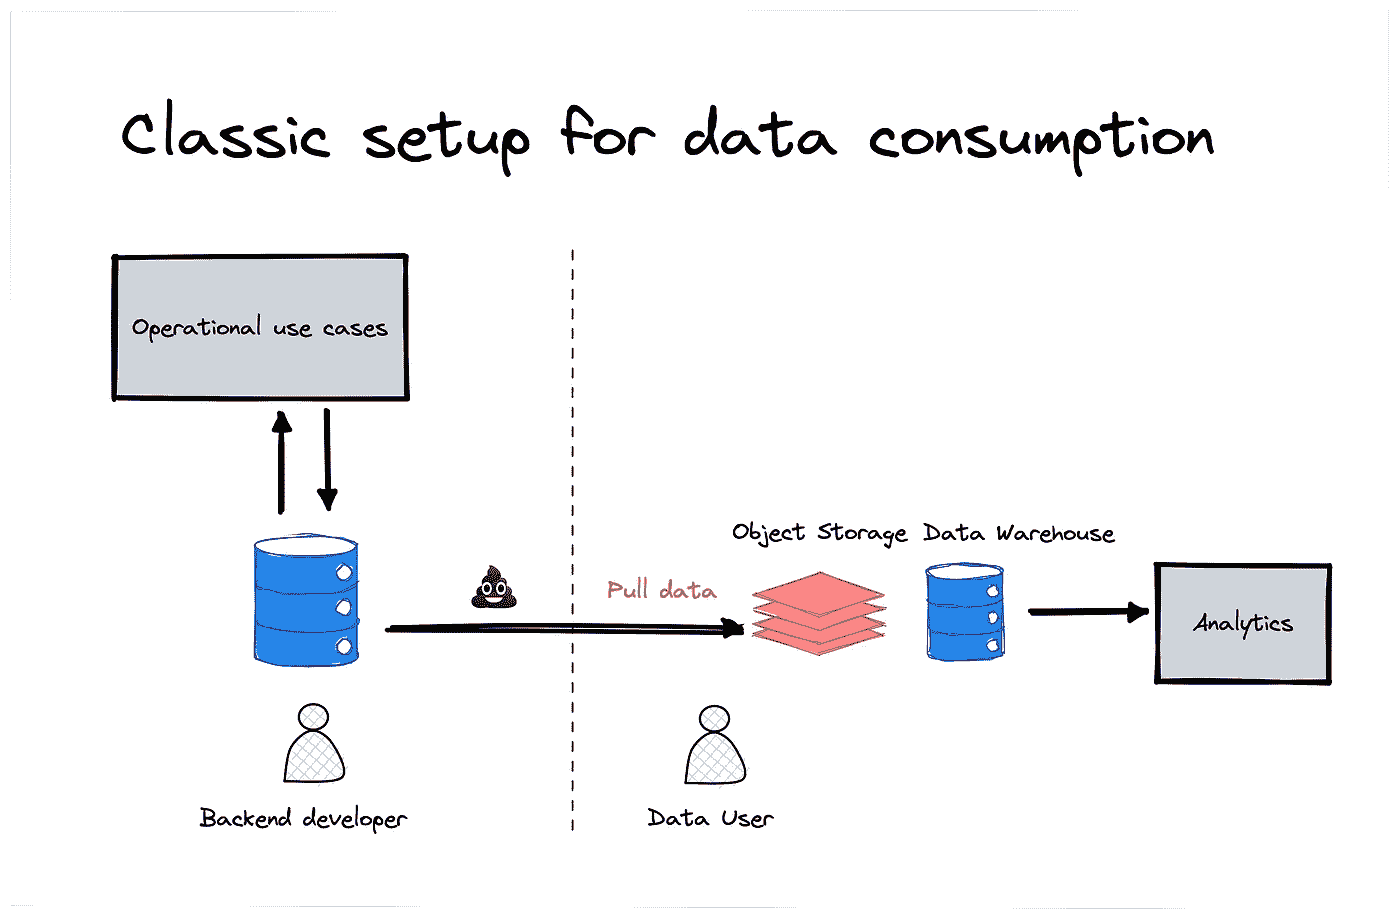 Classic setup for data consumption
Operational use cases
Object Storage Data Warehouse
Pull data
Analytics
Backend developer
Data User